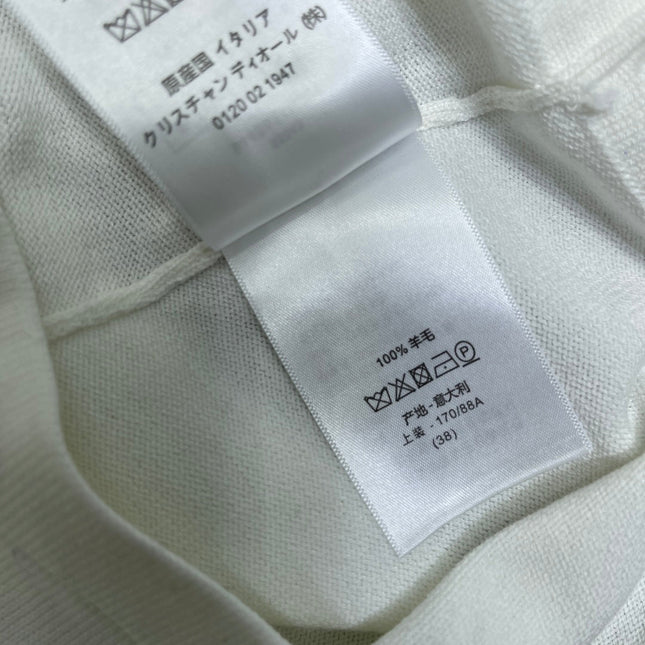 原産国 イタリア
クリスチャン ディオール (株)
0120 02 1947
100% 羊毛
P
产地 - 意大利
上装 - 170/88A
(38)